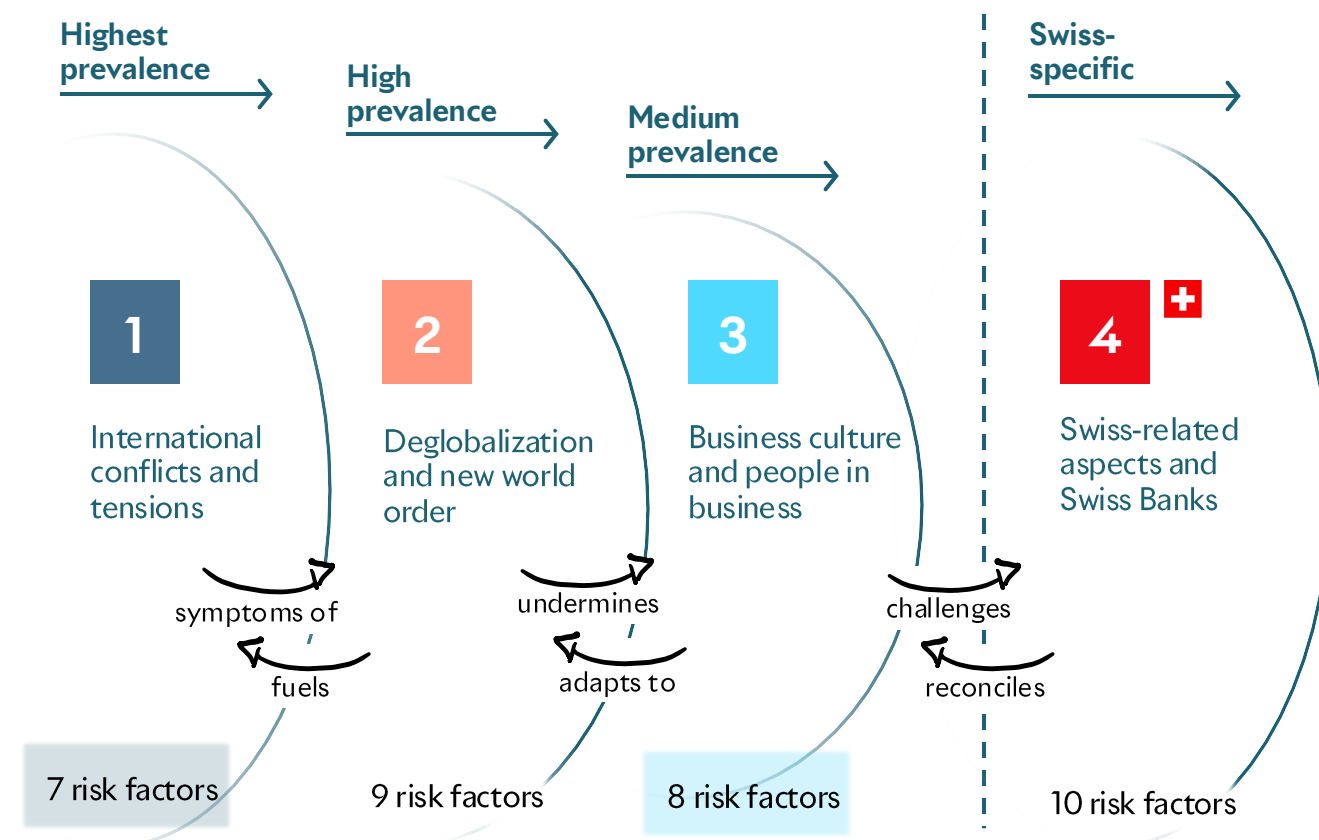 Highest
prevalence
High
prevalence
Medium
prevalence
Swiss-
specific
1
2
3
4
International
conflicts and
tensions
Deglobalization
and new world
order
Business culture
and people in
business
Swiss-related
aspects and
Swiss Banks
symptoms of
fuels
undermines
adapts to
challenges
reconciles
7 risk factors
9 risk factors
8 risk factors
10 risk factors